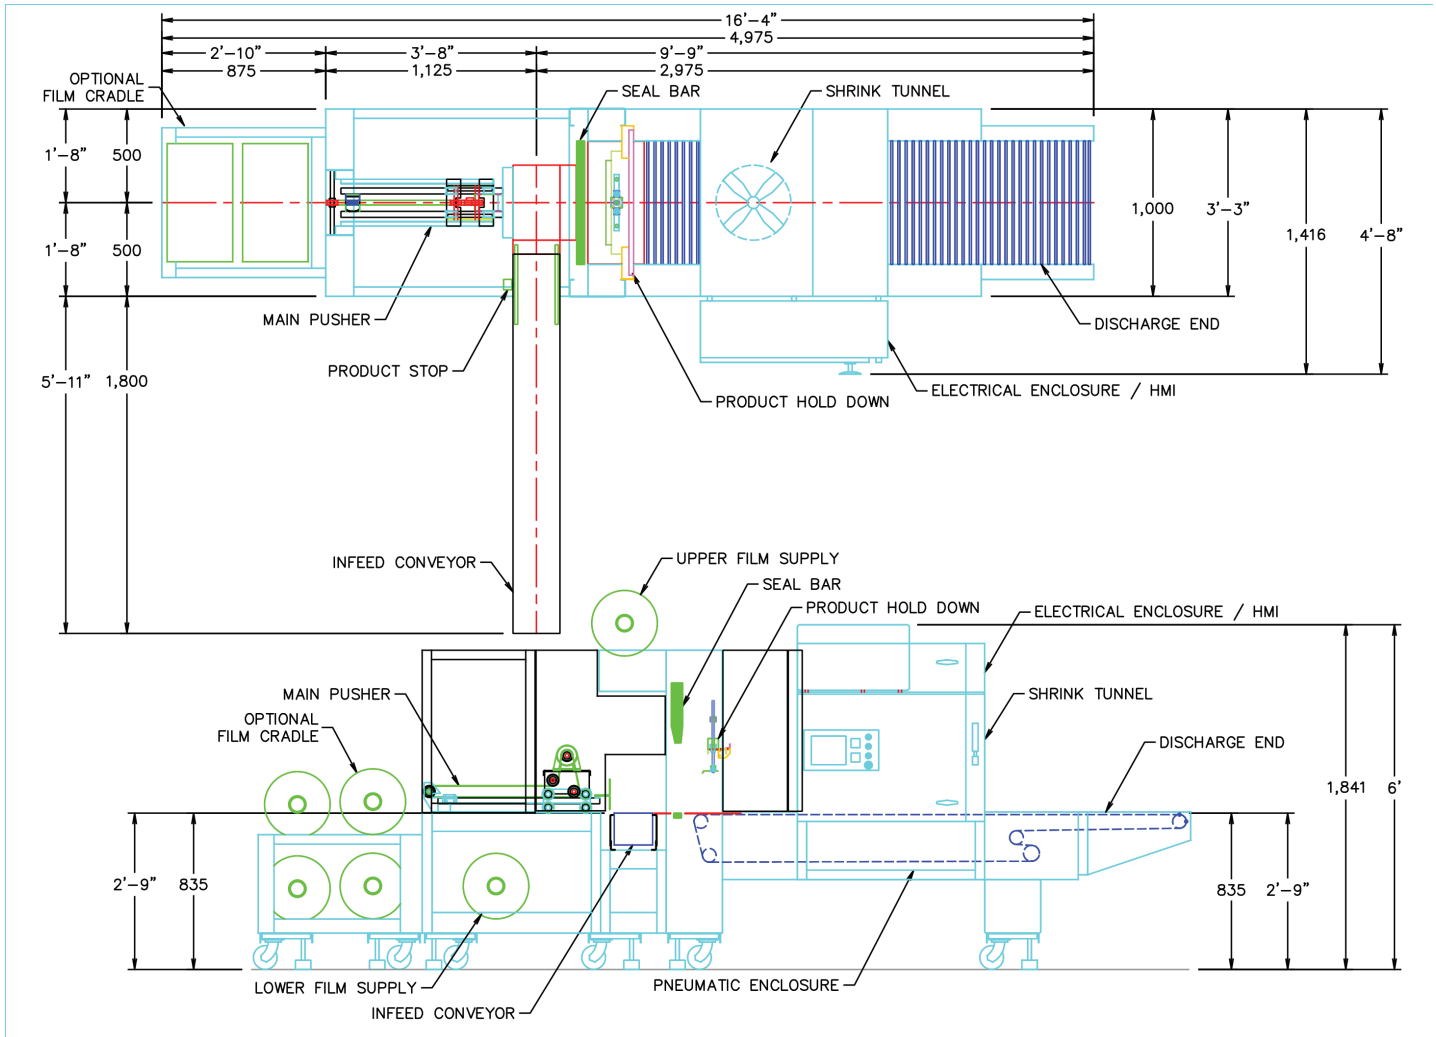 16'-4"
4,975
2'-10"
3'-8"
9'-9"
875
1,125
2,975
OPTIONAL
FILM CRADLE
SEAL BAR
SHRINK TUNNEL
1'-8"
500
1,000
3'-3"
1,416
4'-8"
1'-8"
500
MAIN PUSHER
DISCHARGE END
PRODUCT STOP
5'-11"
1,800
PRODUCT HOLD DOWN
ELECTRICAL ENCLOSURE / HMI
INFEED CONVEYOR
UPPER FILM SUPPLY
SEAL BAR
PRODUCT HOLD DOWN
ELECTRICAL ENCLOSURE / HMI
MAIN PUSHER
SHRINK TUNNEL
OPTIONAL
FILM CRADLE
DISCHARGE END
1,841
6'
2'-9"
835
835
2'-9"
LOWER FILM SUPPLY
PNEUMATIC ENCLOSURE
INFEED CONVEYOR